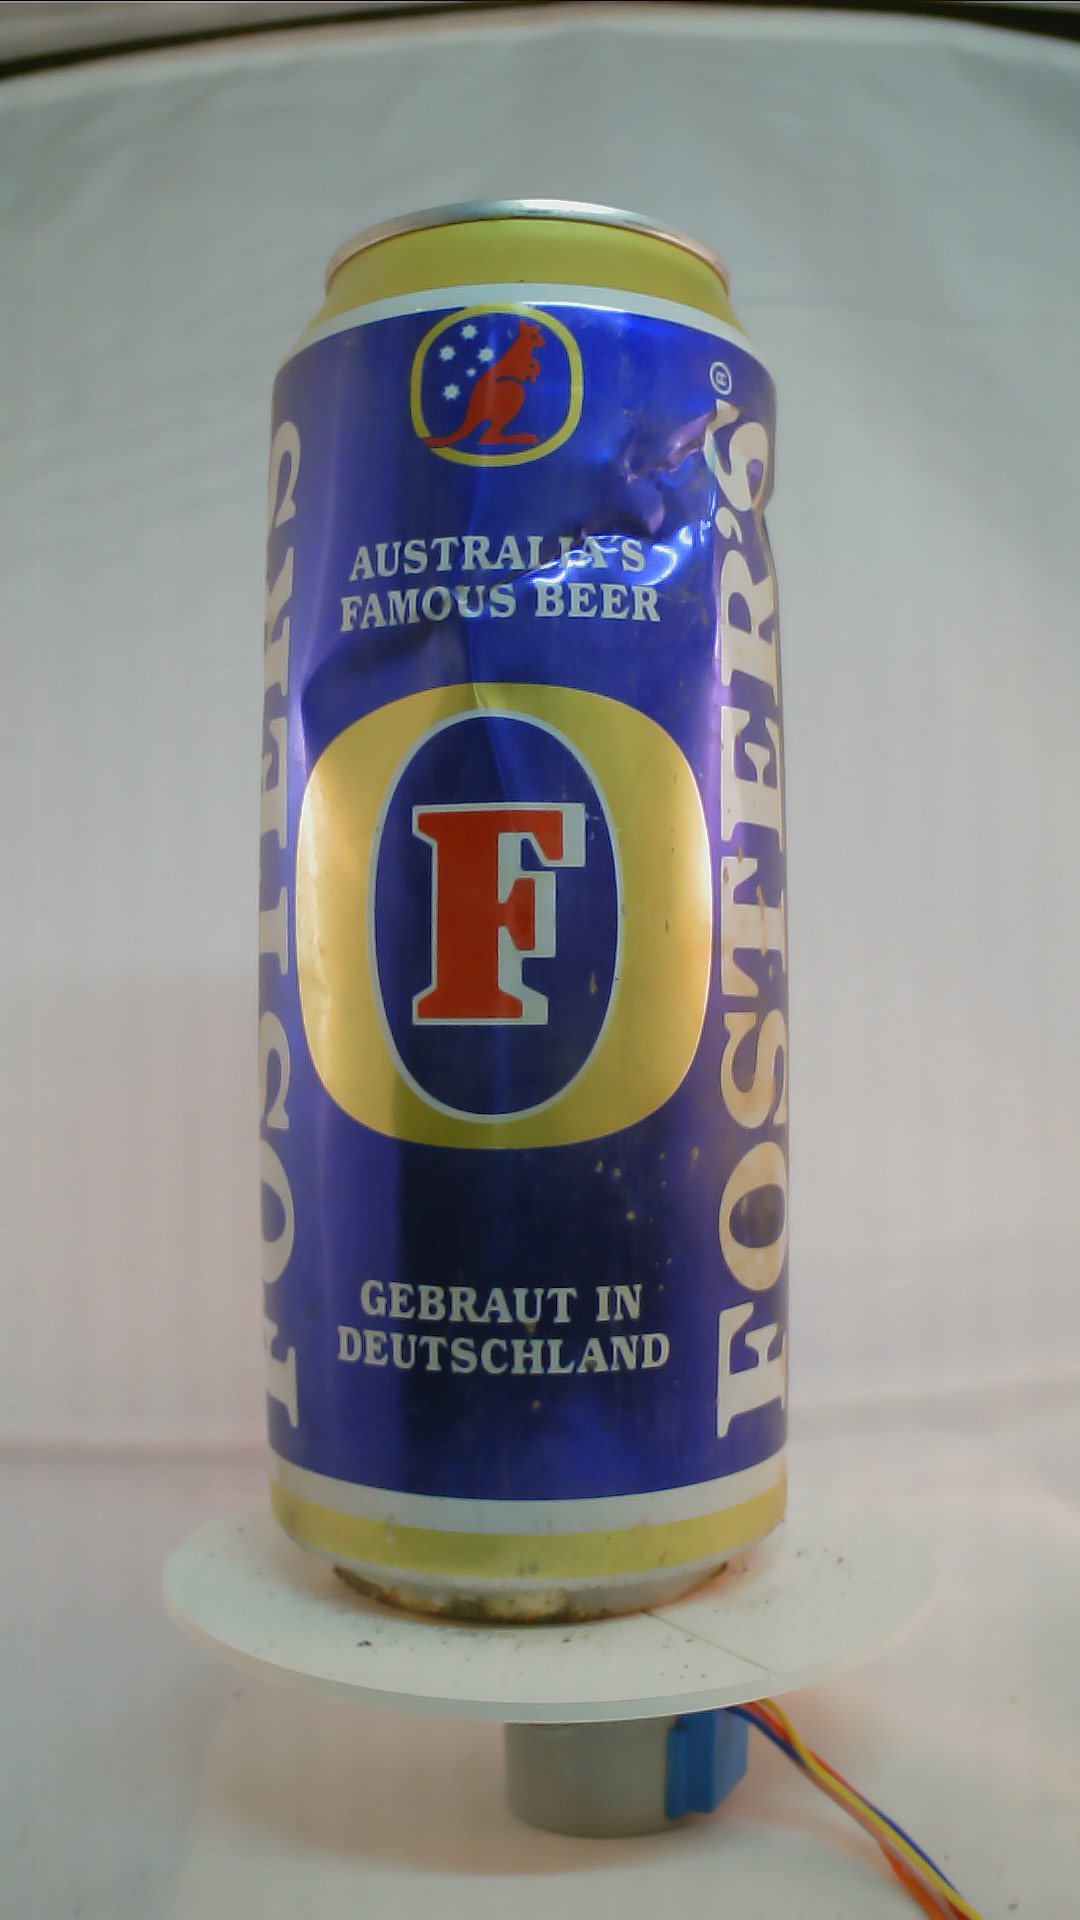 AUSTRALIA'S
FAMOUS BEER
F
GEBRAUT IN
DEUTSCHLAND
FOSTER'S®
FOSTER'S